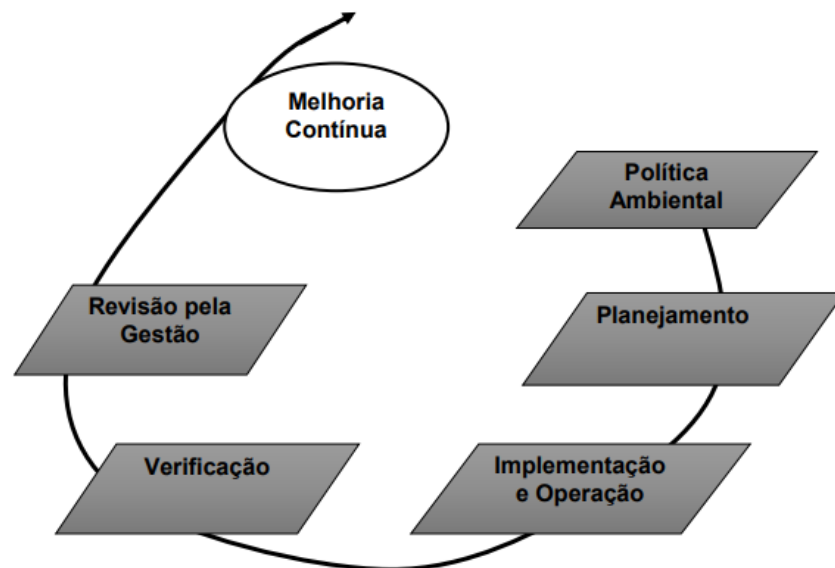 Melhoria
Contínua
Política
Ambiental
Planejamento
Implementação
e Operação
Verificação
Revisão pela
Gestão